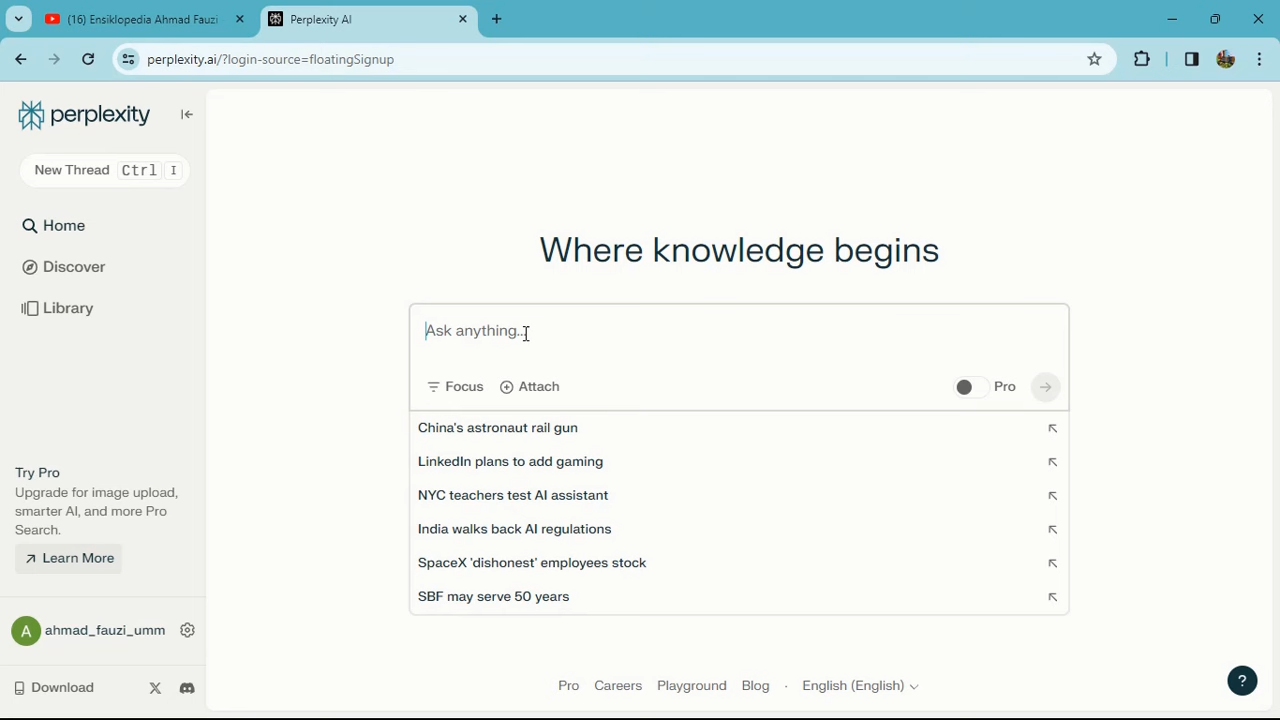 (16) Ensiklopedia Ahmad Fauzi
Perplexity AI
perplexity.ai/?login-source=floatingSignup
perplexity
New Thread Ctrl I
Home
Discover
Library
Where knowledge begins
Ask anything...
Focus
Attach
Pro
China's astronaut rail gun
LinkedIn plans to add gaming
NYC teachers test AI assistant
India walks back AI regulations
SpaceX 'dishonest' employees stock
SBF may serve 50 years
Try Pro
Upgrade for image upload,
smarter AI, and more Pro
Search.
Learn More
A ahmad_fauzi_umm
Download
Pro Careers Playground Blog · English (English)
?